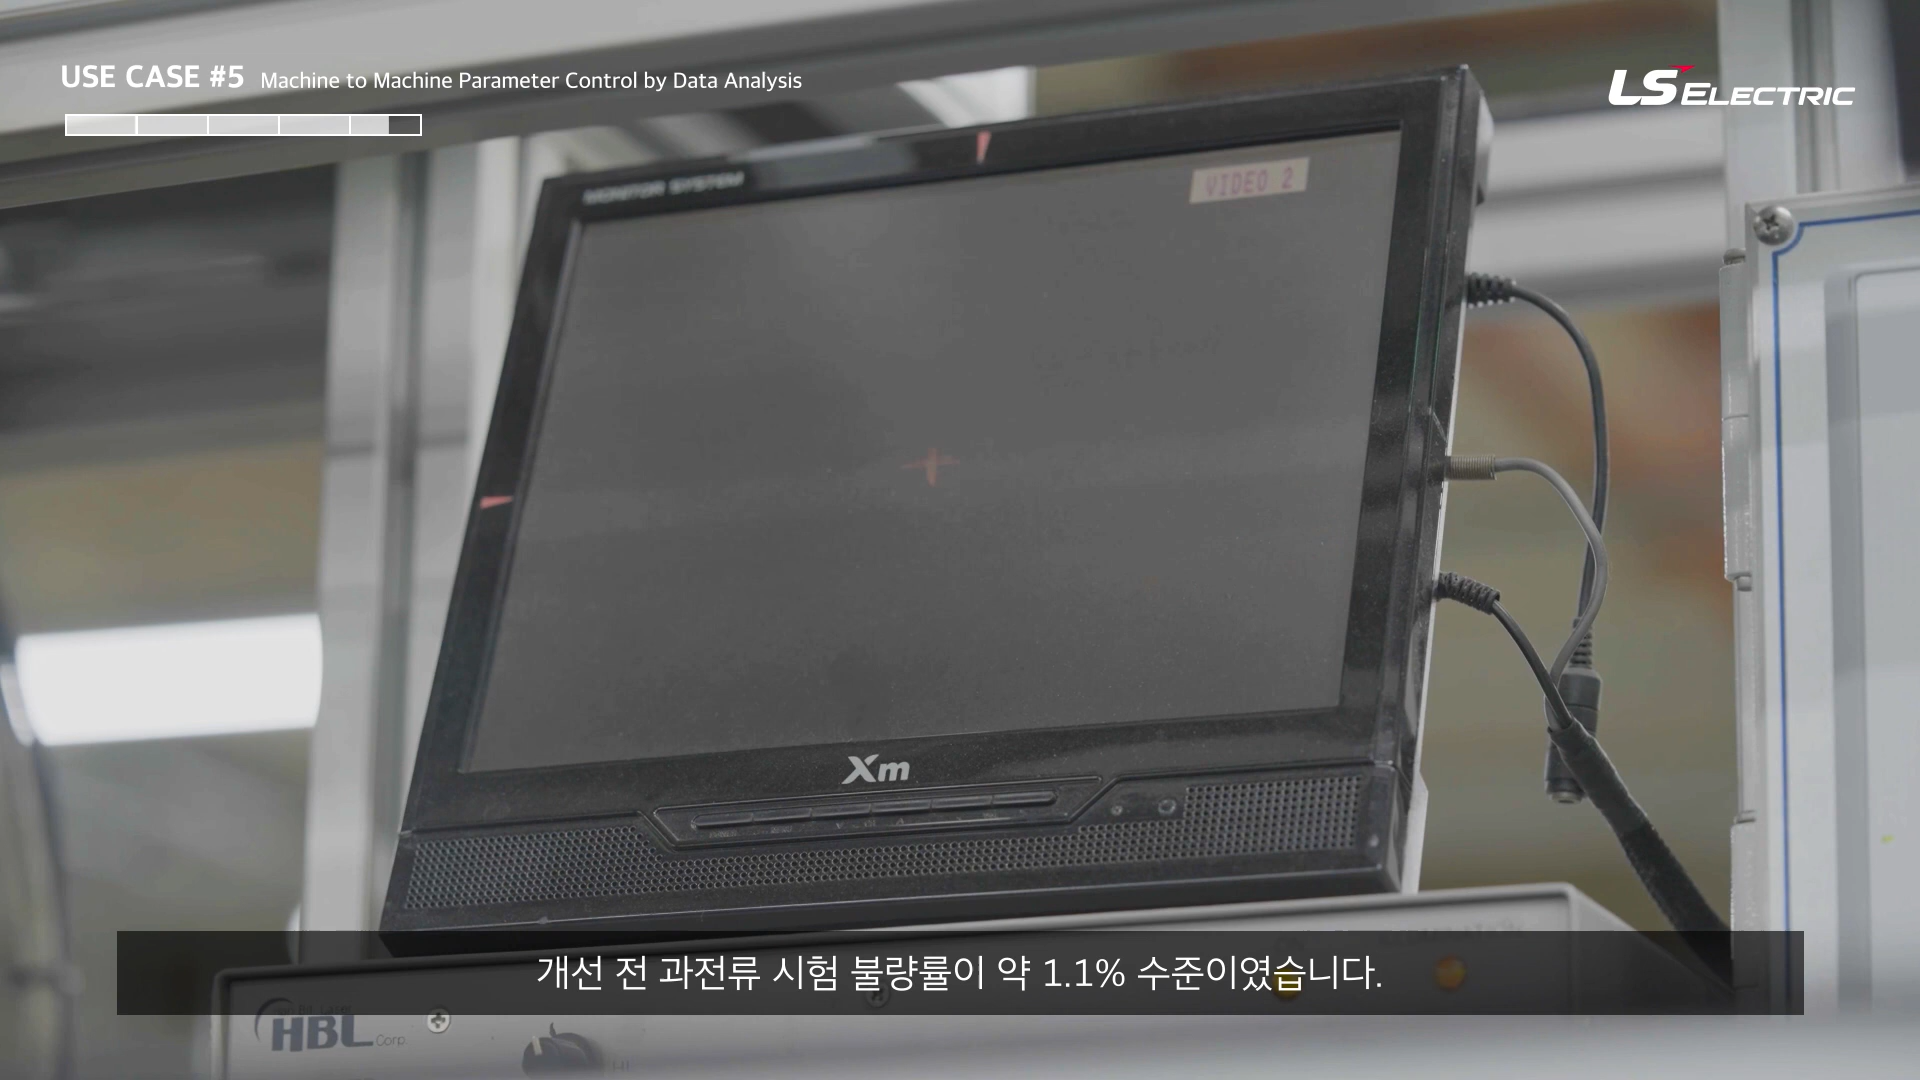 USE CASE #5 Machine to Machine Parameter Control by Data Analysis
LS ELECTRIC
MONITOR SYSTEM
VIDEO 2
Xm
개선 전 과전류 시험 불량률이 약 1.1% 수준이였습니다.
HBL Corp.